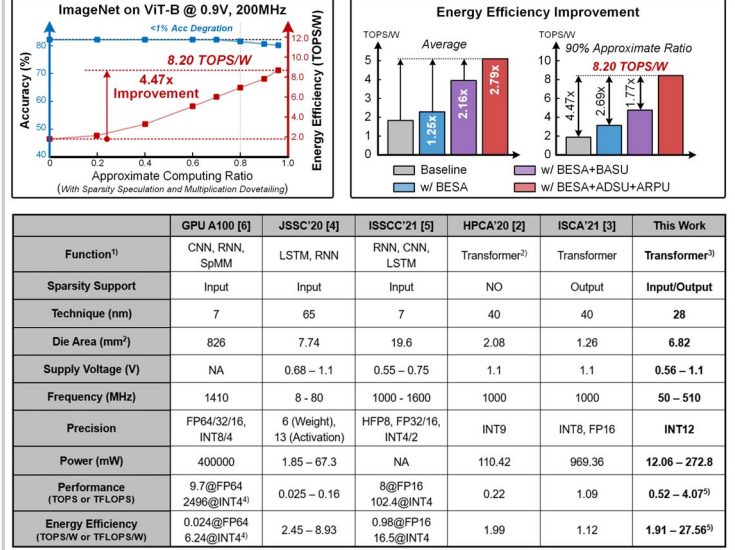 ImageNet on ViT-B @ 0.9V, 200MHz
<1% Acc Degration
8.20 TOPS/W
4.47x
Improvement
Accuracy (%)
80
70
60
50
40
Energy Efficiency (TOPS/W)
12.0
10.0
8.0
6.0
4.0
2.0
0
0.2
0.4
0.6
0.8
1.0
Approximate Computing Ratio
(With Sparsity Speculation and Multiplication Dovetailing)
Energy Efficiency Improvement
TOPS/W
Average
5
4
3
2
1
0
1.25x
2.16x
2.79x
TOPS/W
90% Approximate Ratio
8.20 TOPS/W
10
8
6
4
2
0
4.47x
2.69x
1.77x
Baseline
w/ BESA+BASU
w/ BESA
w/ BESA+ADSU+ARPU
GPU A100 [6] JSSC'20 [4] ISSCC'21 [5] HPCA'20 [2] ISCA'21 [3] This Work
Function1) CNN, RNN, SpMM LSTM, RNN RNN, CNN, LSTM Transformer2) Transformer Transformer3)
Sparsity Support Input Input Input NO Output Input/Output
Technique (nm) 7 65 7 40 40 28
Die Area (mm2) 826 7.74 19.6 2.08 1.26 6.82
Supply Voltage (V) NA 0.68 – 1.1 0.55 – 0.75 1.1 1.1 0.56 – 1.1
Frequency (MHz) 1410 8 - 80 1000 - 1600 1000 1000 50 – 510
Precision FP64/32/16, INT8/4 6 (Weight), 13 (Activation) HFP8, FP32/16, INT4/2 INT9 INT8, FP16 INT12
Power (mW) 400000 1.85 – 67.3 NA 110.42 969.36 12.06 – 272.8
Performance (TOPS or TFLOPS) 9.7@FP64 2496@INT44) 0.025 – 0.16 8@FP16 102.4@INT4 0.22 1.09 0.52 – 4.075)
Energy Efficiency (TOPS/W or TFLOPS/W) 0.024@FP64 6.24@INT44) 2.45 – 8.93 0.98@FP16 16.5@INT4 1.99 1.12 1.91 – 27.565)